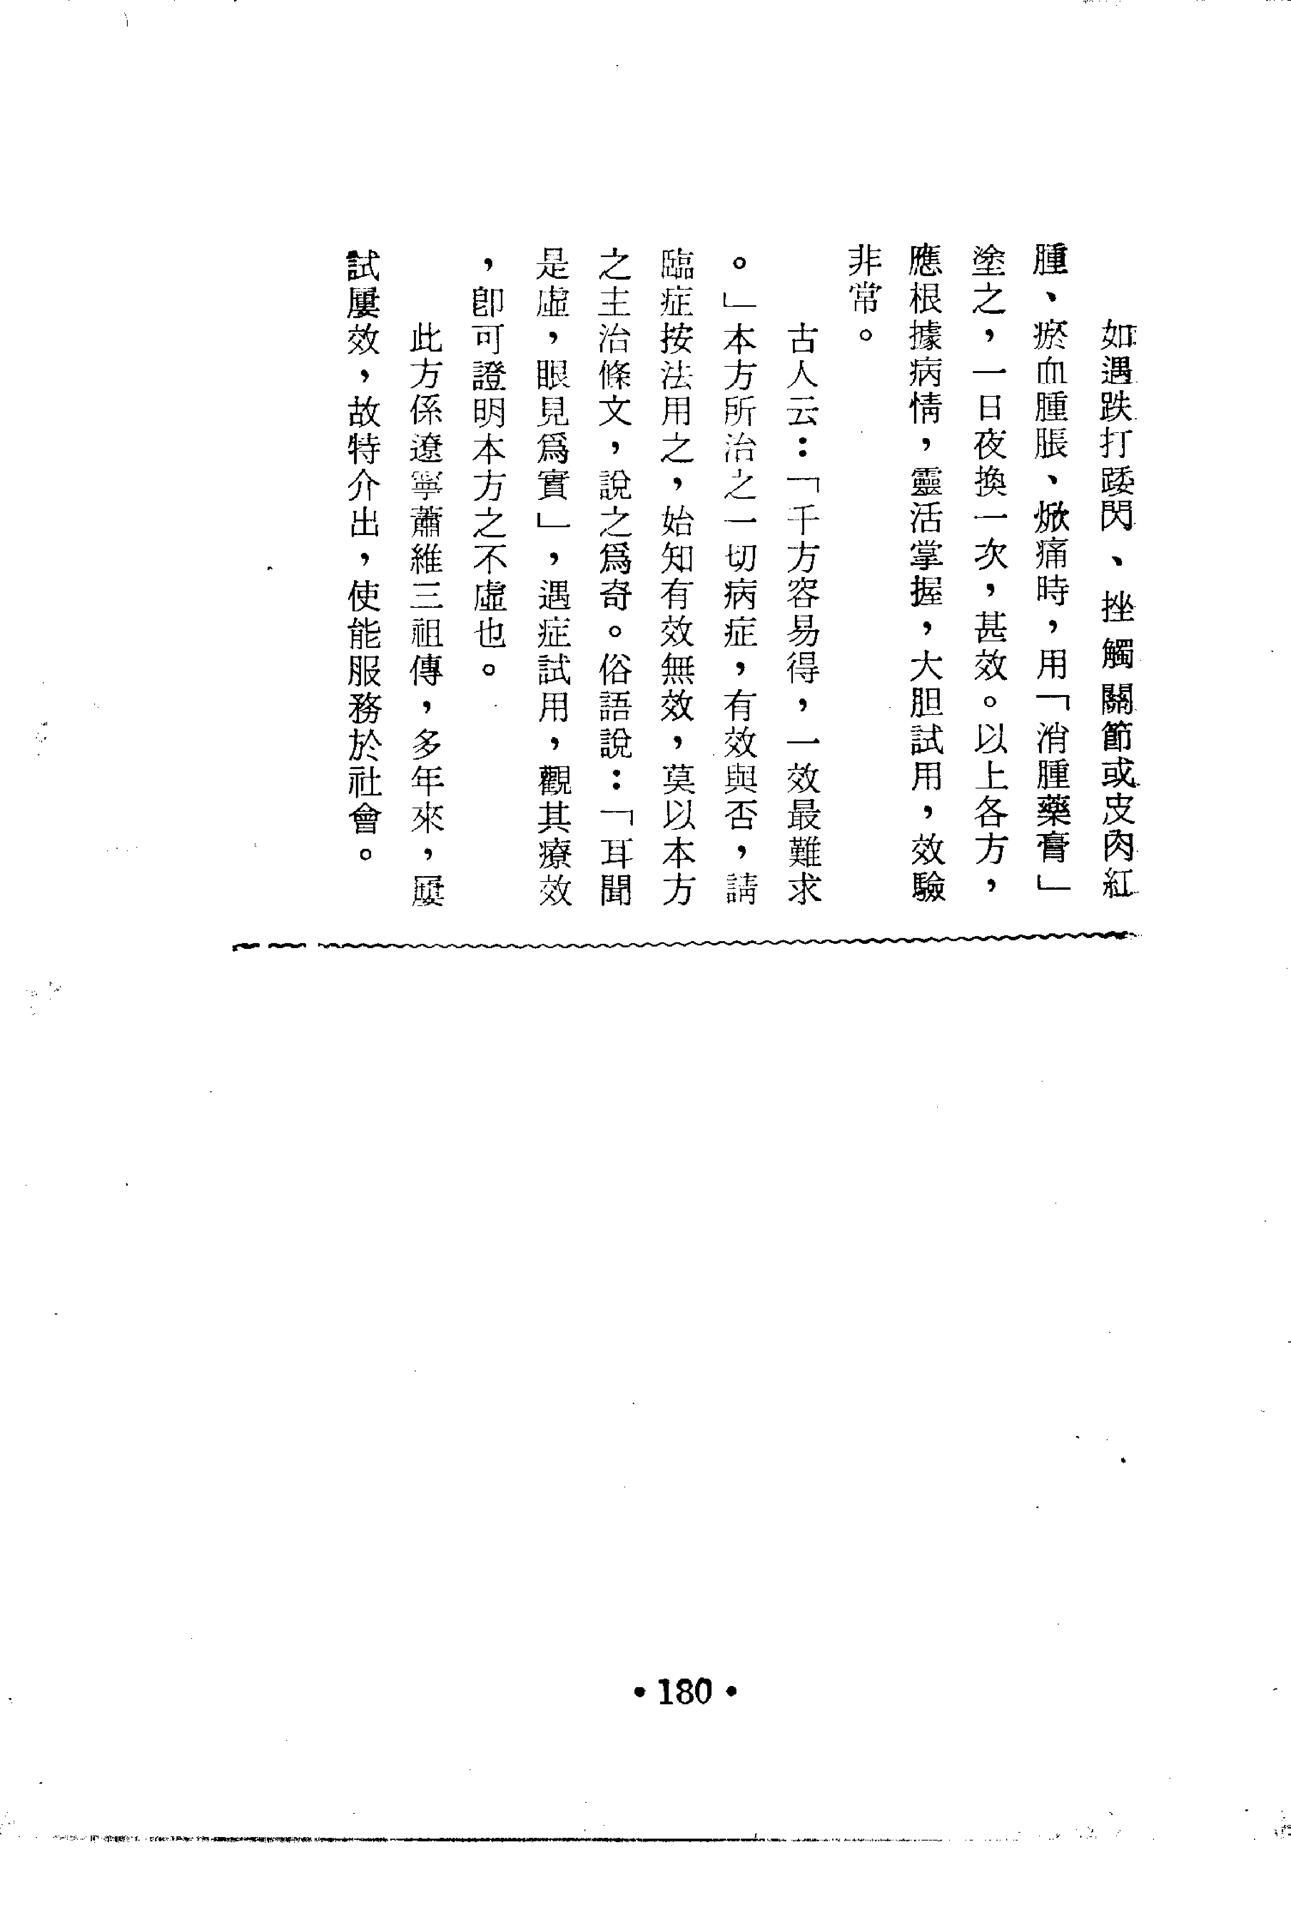 如遇跌打踒閃、挫觸關節或皮肉紅
腫、瘀血腫脹、焮痛時，用「消腫藥膏」
塗之，一日夜換一次，甚效。以上各方，
應根據病情，靈活掌握，大胆試用，效驗
非常。
古人云：「千方容易得，一效最難求
。」本方所治之一切病症，有效與否，請
臨症按法用之，始知有效無效，莫以本方
之主治條文，說之爲奇。俗語說：「耳聞
是虛，眼見爲實」，遇症試用，觀其療效
，卽可證明本方之不虛也。
此方係遼寧蕭維三祖傳，多年來，屢
試屢效，故特介出，使能服務於社會。
•180•